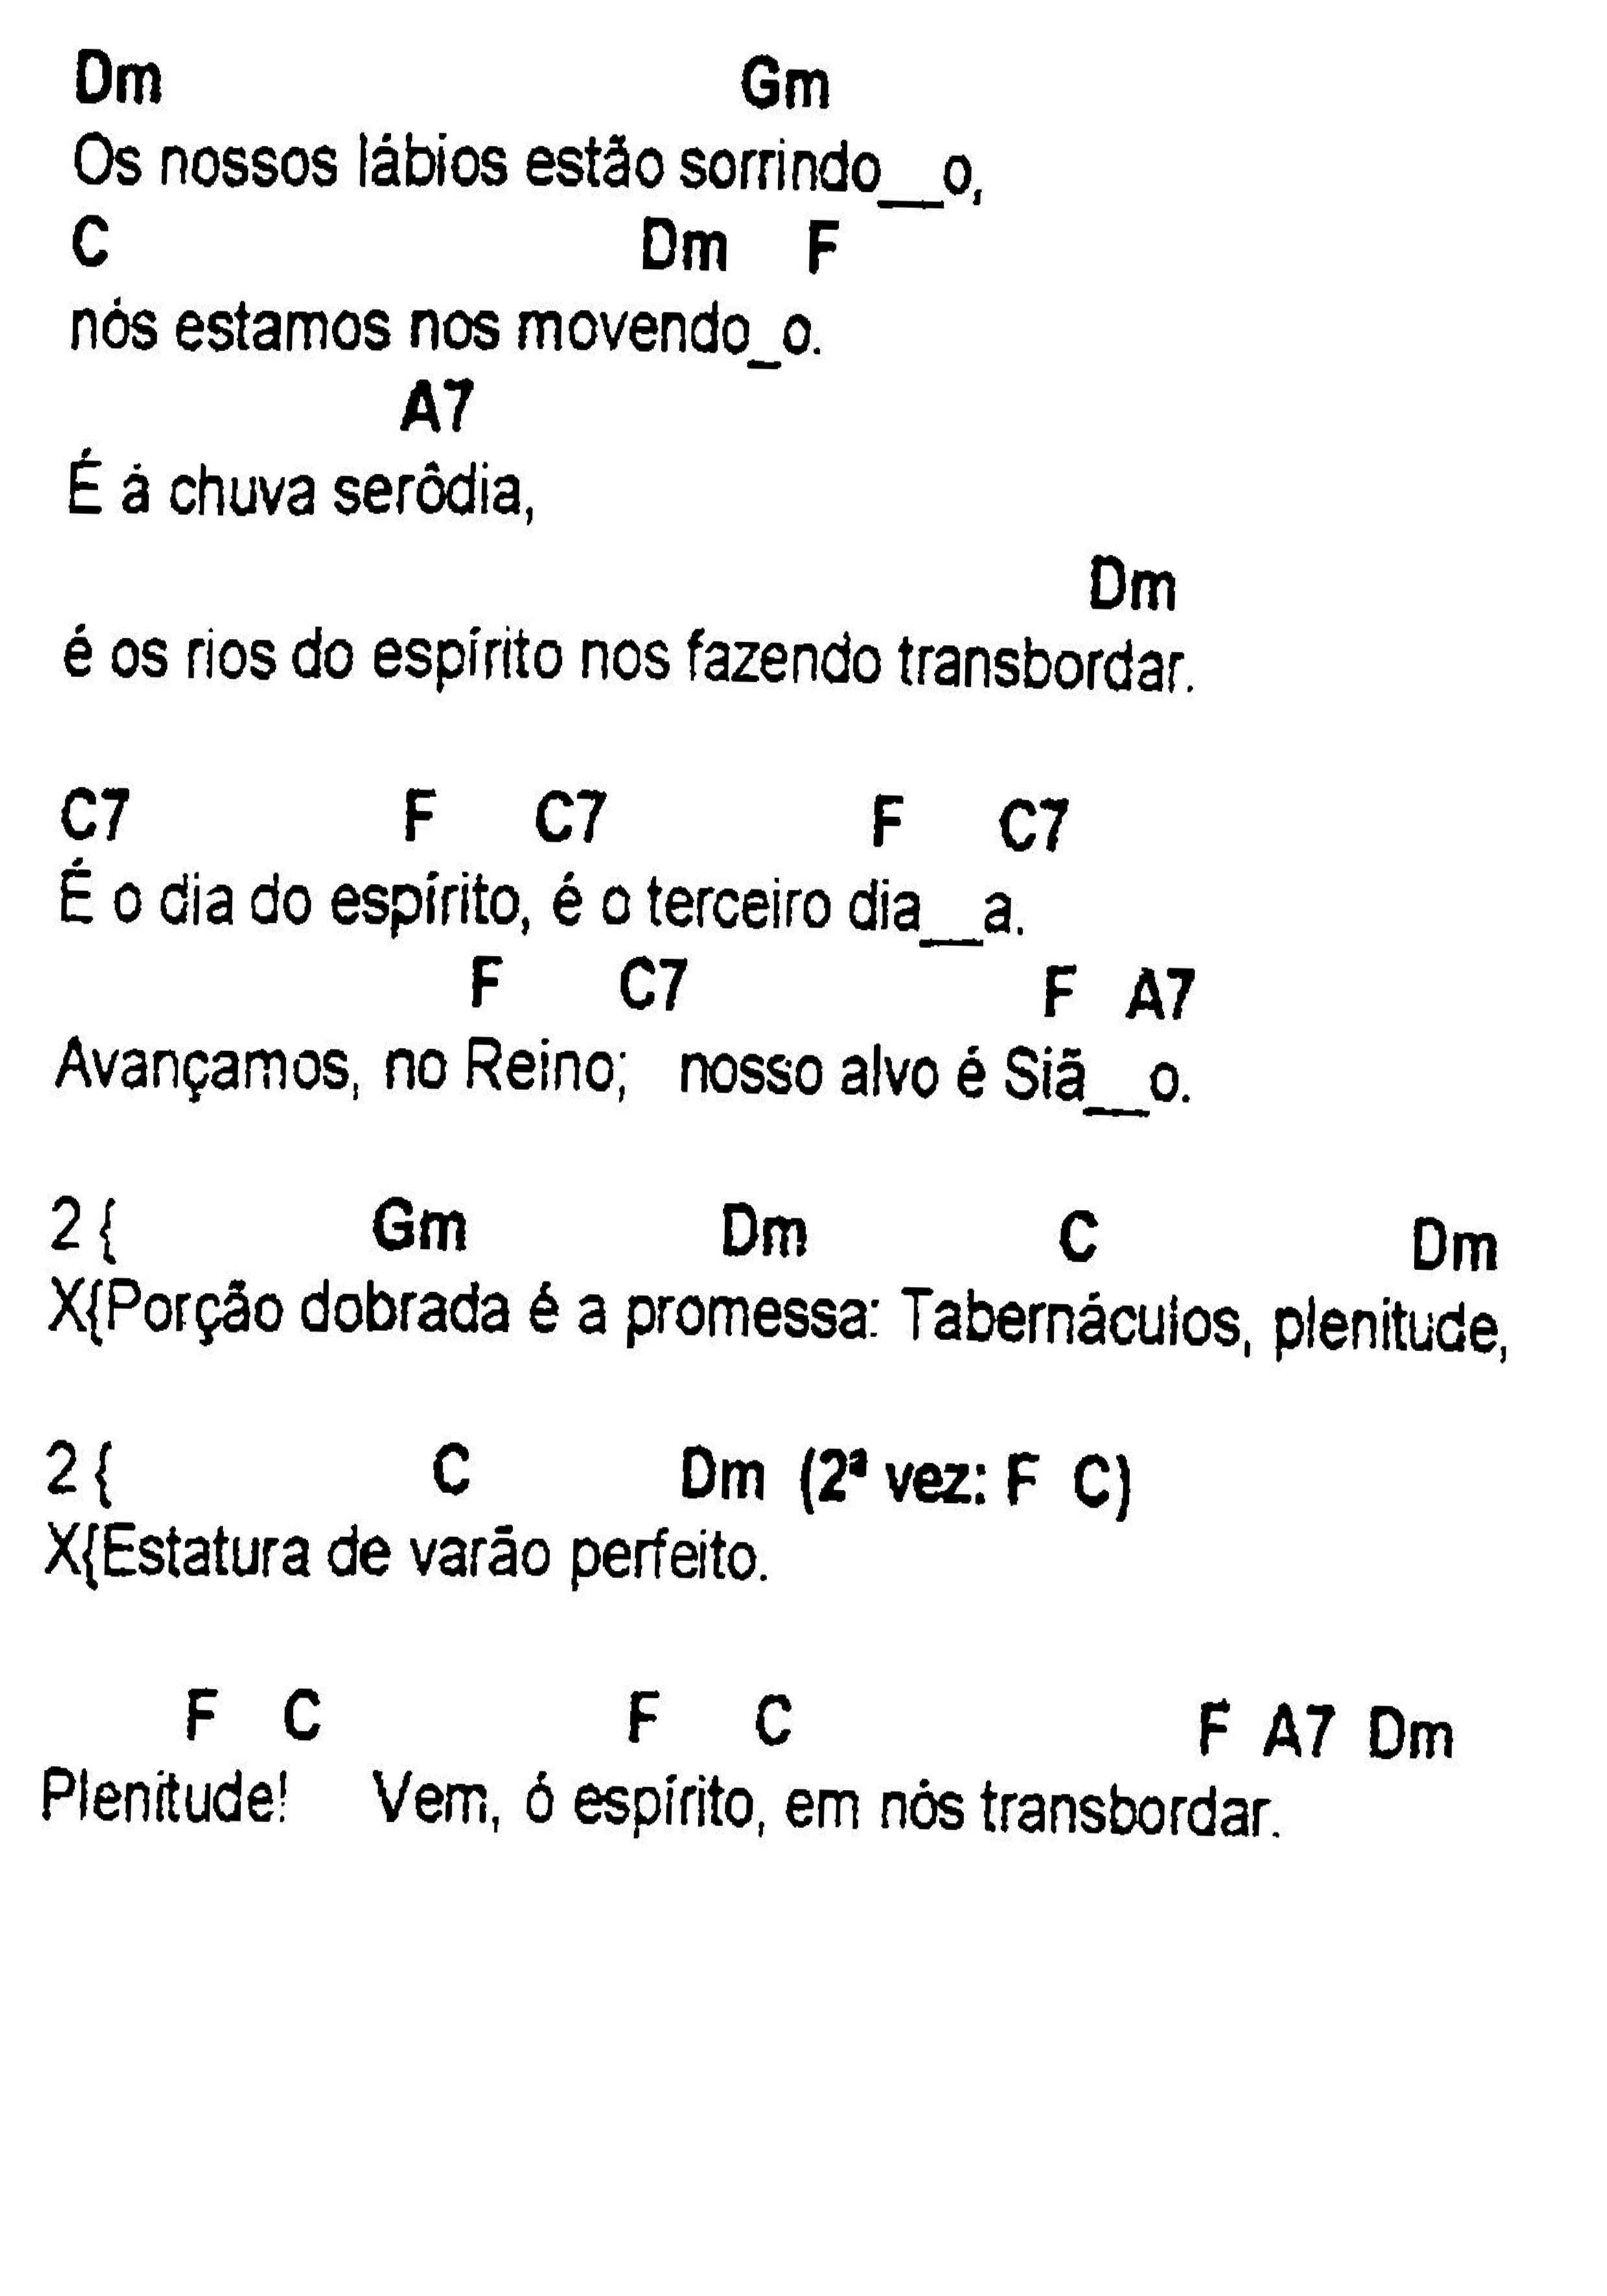 Dm Gm
Os nossos lábios estão sorrindo__o,
C Dm F
nós estamos nos movendo_o.
A7
É á chuva serôdia,
Dm
é os rios do espírito nos fazendo transbordar.
C7 F C7 F C7
É o dia do espírito, é o terceiro dia__a.
F C7 F A7
Avançamos, no Reino; nosso alvo é Siã__o.
2{ Gm Dm C Dm
X{Porção dobrada é a promessa: Tabernáculos, plenitude,
2{ C Dm (2ª vez: F C)
X{Estatura de varão perfeito.
F C F C F A7 Dm
Plenitude! Vem, ó espírito, em nós transbordar.